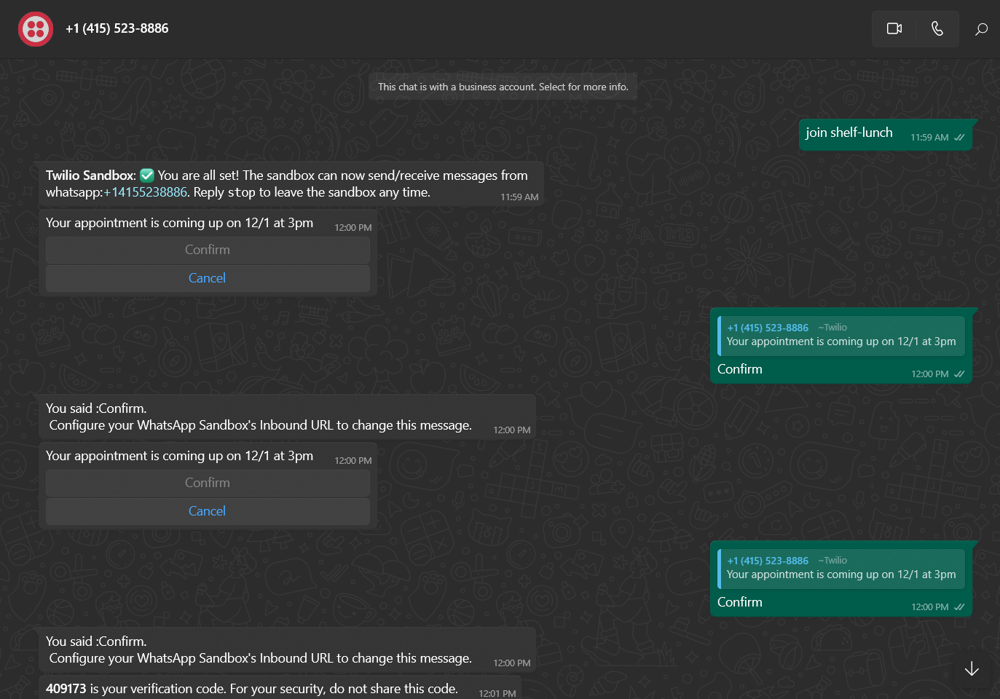 +1 (415) 523-8886
This chat is with a business account. Select for more info.
join shelf-lunch 11:59 AM
Twilio Sandbox: ✅ You are all set! The sandbox can now send/receive messages from
whatsapp:+14155238886. Reply stop to leave the sandbox any time. 11:59 AM
Your appointment is coming up on 12/1 at 3pm 12:00 PM
Confirm
Cancel
+1 (415) 523-8886 ~Twilio
Your appointment is coming up on 12/1 at 3pm
Confirm 12:00 PM
You said :Confirm.
Configure your WhatsApp Sandbox's Inbound URL to change this message. 12:00 PM
Your appointment is coming up on 12/1 at 3pm 12:00 PM
Confirm
Cancel
+1 (415) 523-8886 ~Twilio
Your appointment is coming up on 12/1 at 3pm
Confirm 12:00 PM
You said :Confirm.
Configure your WhatsApp Sandbox's Inbound URL to change this message. 12:00 PM
409173 is your verification code. For your security, do not share this code. 12:01 PM